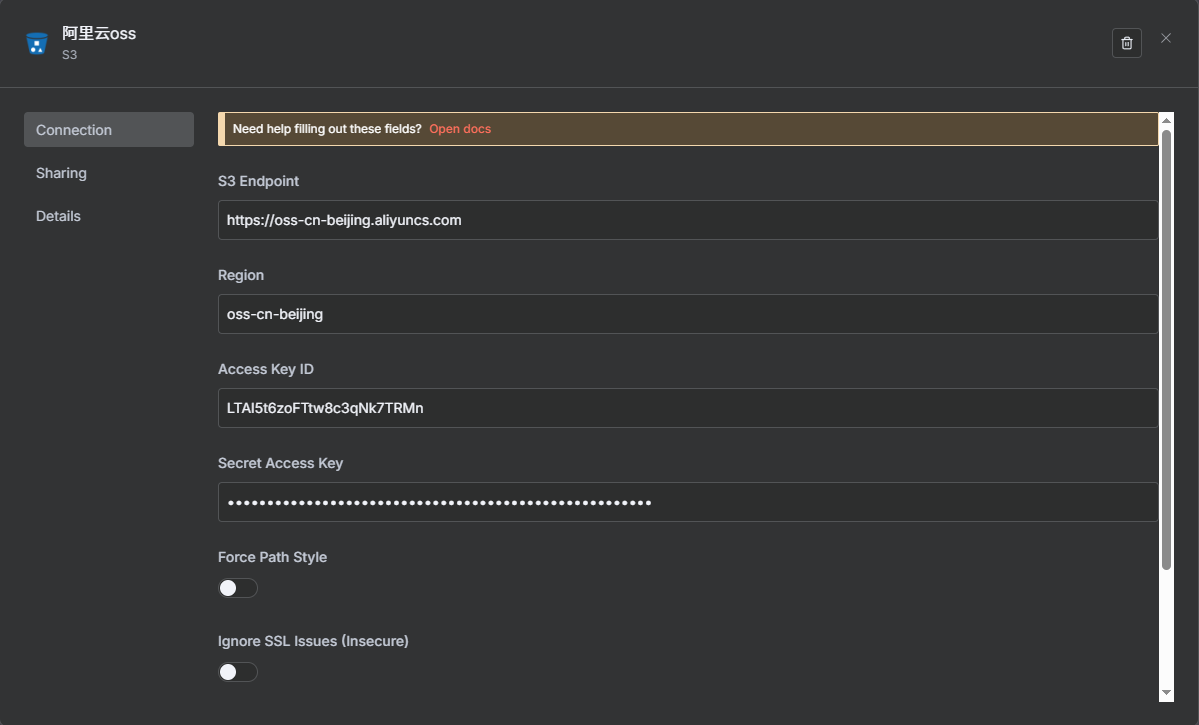 阿里云oss
S3
Connection
Sharing
Details
Need help filling out these fields? Open docs
S3 Endpoint
https://oss-cn-beijing.aliyuncs.com
Region
oss-cn-beijing
Access Key ID
LTAI5t6zoFTtw8c3qNk7TRMn
Secret Access Key
Force Path Style
Ignore SSL Issues (Insecure)